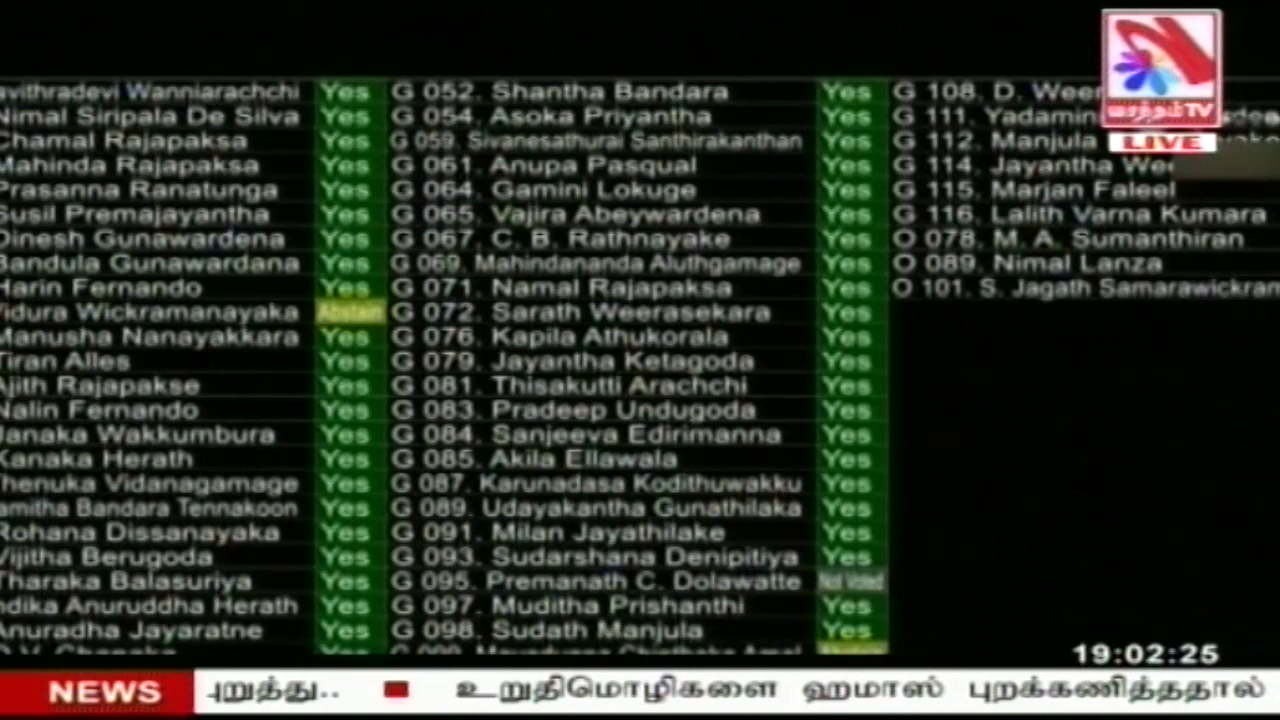 avithradevi Wanniarachchi Yes G 052. Shantha Bandara Yes G 108. D.
Nimal Siripala De Silva Yes G 054. Asoka Priyantha Yes G 111.
Chamal Rajapaksa Yes G 059. Sivanesathurai Santhirakanthan Yes G 112. Manjula
Mahinda Rajapaksa Yes G 061. Anupa Pasqual Yes G 114. Jayantha
Prasanna Ranatunga Yes G 064. Gamini Lokuge Yes G 115. Marjan Faleel
Susil Premajayantha Yes G 065. Vajira Abeywardena Yes G 116. Lalith Varna Kumara
Dinesh Gunawardena Yes G 067. C. B. Rathnayake Yes O 078. M. A. Sumanthiran
Bandula Gunawardana Yes G 069. Mahindananda Aluthgamage Yes O 089. Nimal Lanza
Harin Fernando Yes G 071. Namal Rajapaksa Yes O 101. S. Jagath Samarawickram
Vidura Wickramanayaka Abstain G 072. Sarath Weerasekara Yes
Manusha Nanayakkara Yes G 076. Kapila Athukorala Yes
Tiran Alles Yes G 079. Jayantha Ketagoda Yes
Ajith Rajapakse Yes G 081. Thisakutti Arachchi Yes
Nalin Fernando Yes G 083. Pradeep Undugoda Yes
Janaka Wakkumbura Yes G 084. Sanjeeva Edirimanna Yes
Kanaka Herath Yes G 085. Akila Ellawala Yes
Thenuka Vidanagamage Yes G 087. Karunadasa Kodithuwakku Yes
amitha Bandara Tennakoon Yes G 089. Udayakantha Gunathilaka Yes
Rohana Dissanayaka Yes G 091. Milan Jayathilake Yes
Vijitha Berugoda Yes G 093. Sudarshana Denipitiya Yes
Tharaka Balasuriya Yes G 095. Premanath C. Dolawatte Not Voted
ndika Anuruddha Herath Yes G 097. Muditha Prishanthi Yes
Anuradha Jayaratne Yes G 098. Sudath Manjula Yes
TV
LIVE
19:02:25
NEWS புறுத்து.. ■ உறுதிமொழிகளை ஹமாஸ் புறக்கணித்ததால்